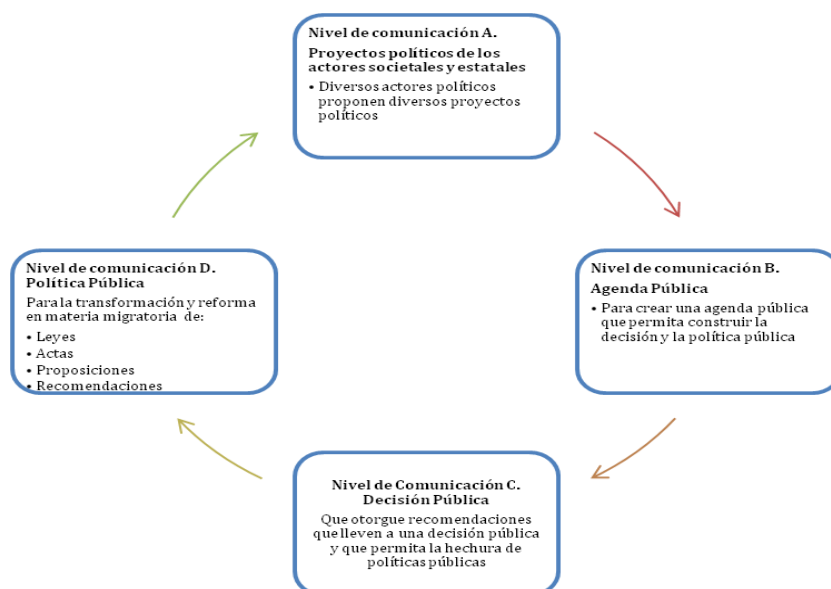 Nivel de comunicación A.
Proyectos políticos de los
actores societales y estatales
• Diversos actores políticos
proponen diversos proyectos
políticos
Nivel de comunicación B.
Agenda Pública
• Para crear una agenda pública
que permita construir la
decisión y la política pública
Nivel de Comunicación C.
Decisión Pública
Que otorgue recomendaciones
que lleven a una decisión pública
y que permita la hechura de
políticas públicas
Nivel de comunicación D.
Política Pública
Para la transformación y reforma
en materia migratoria de:
• Leyes
• Actas
• Proposiciones
• Recomendaciones